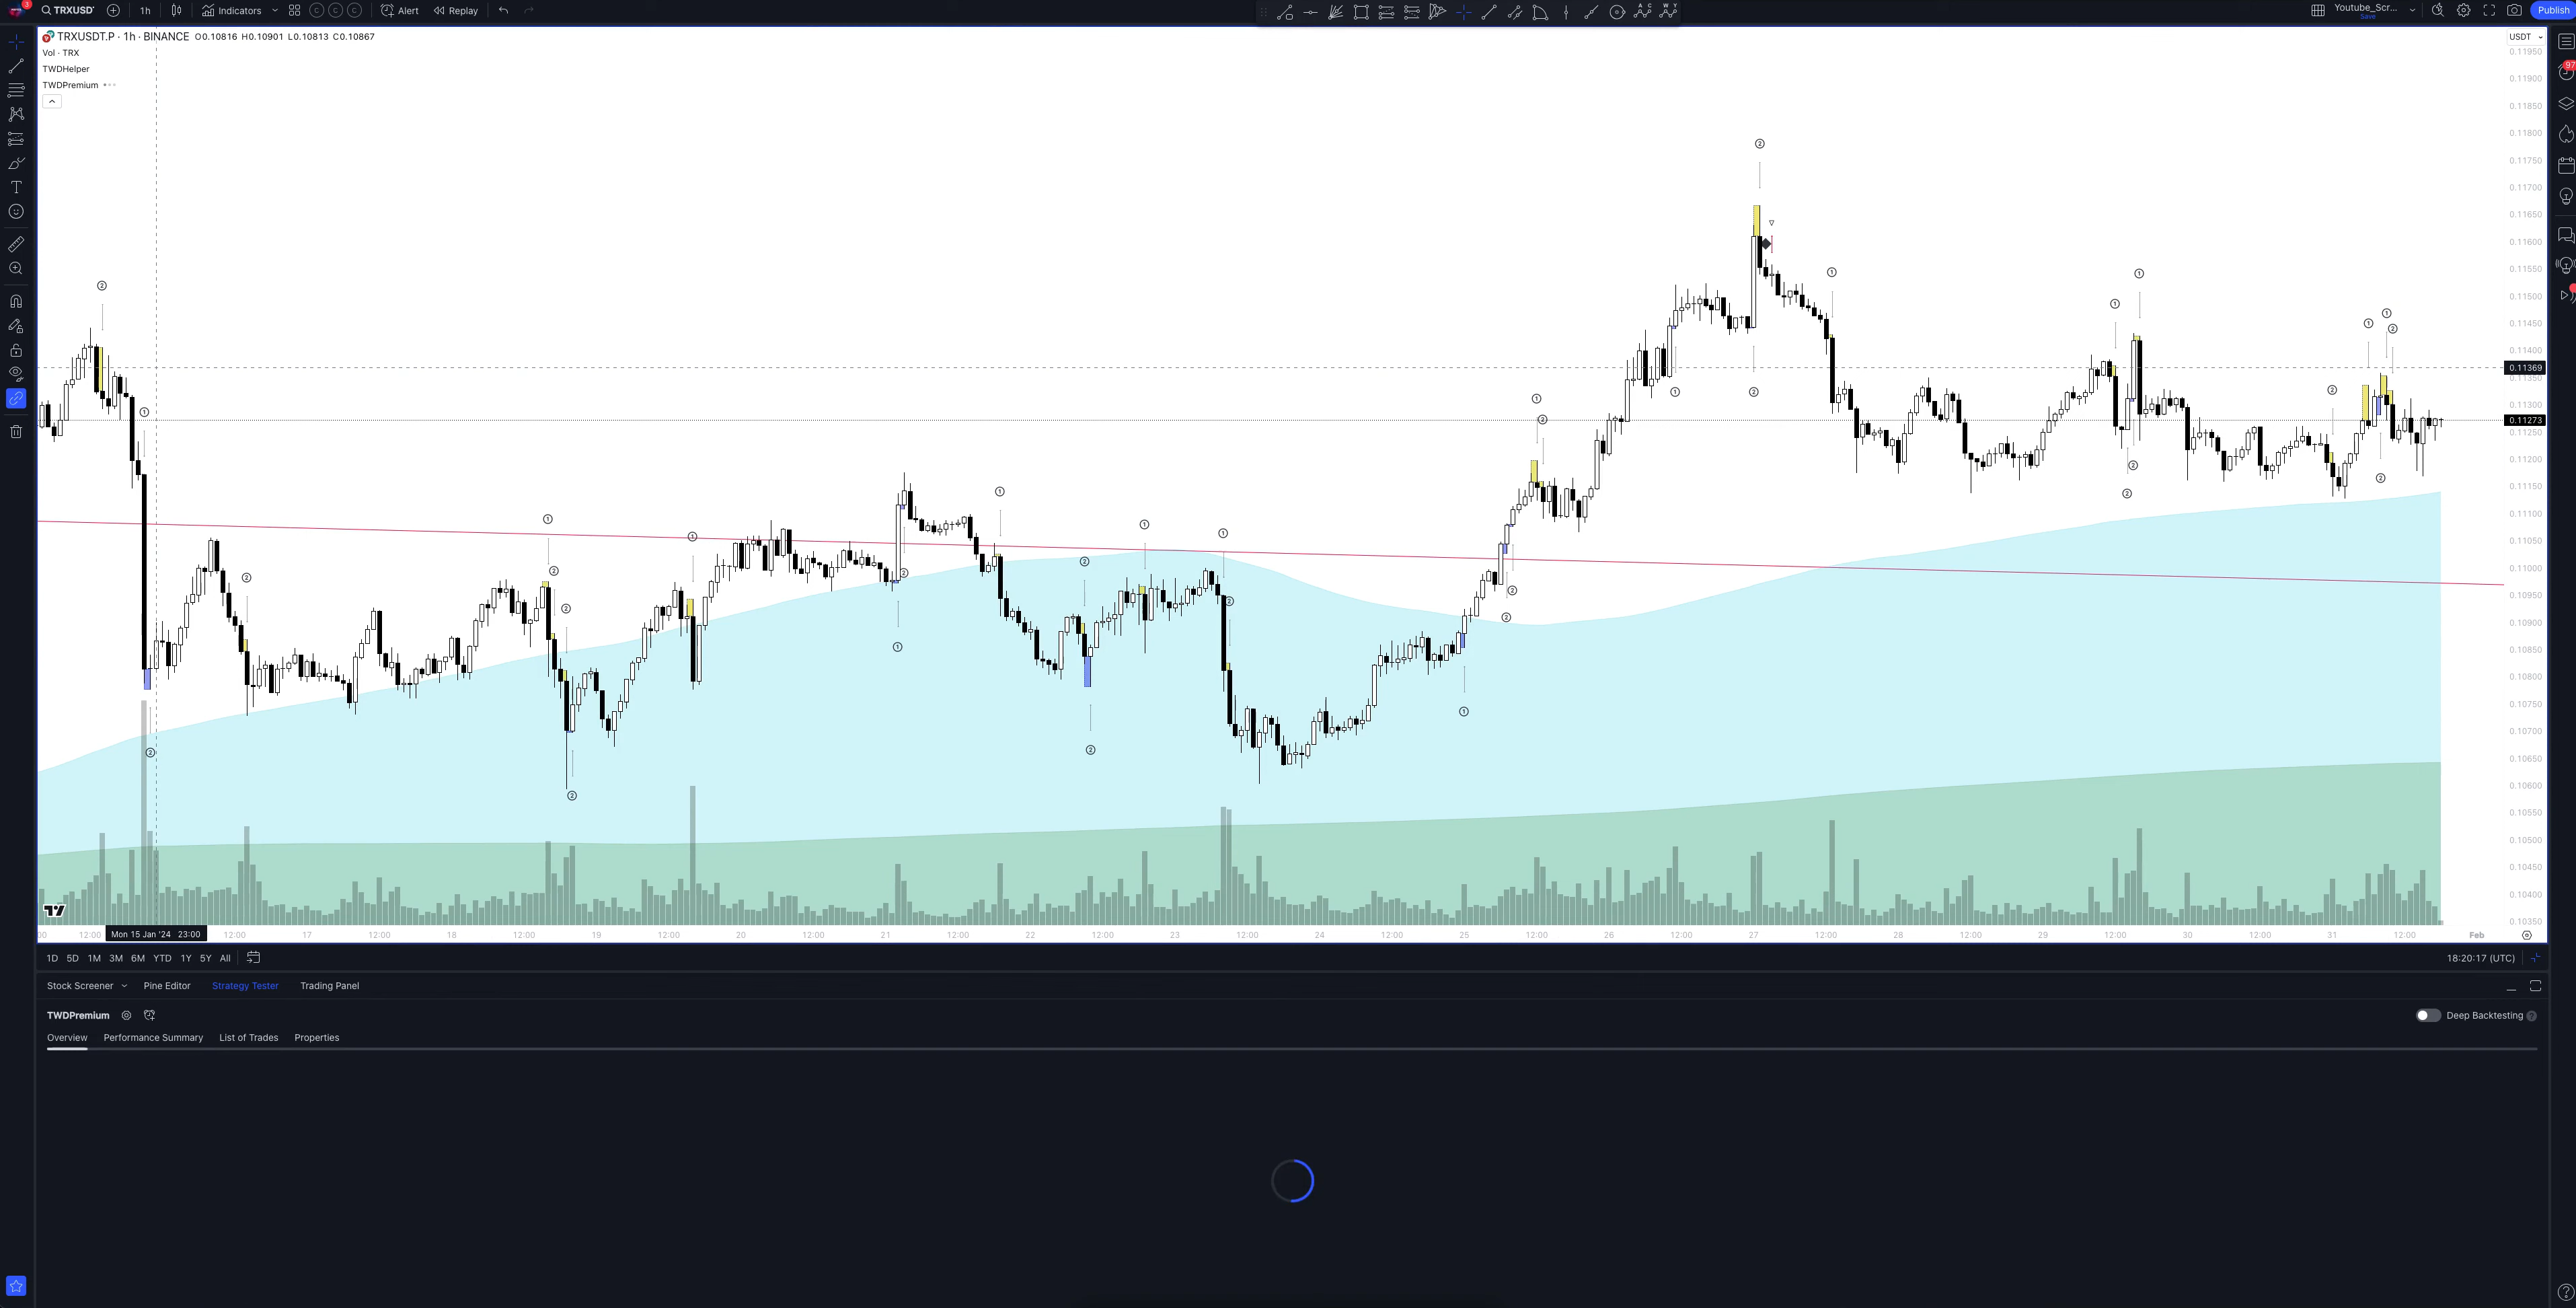 3
TRXUSD
1h
Indicators
C C C
Alert
Replay
Youtube_Scr...
Save
Publish
TRXUSDT.P · 1h · BINANCE O0.10816 H0.10901 L0.10813 C0.10867
Vol · TRX
TWDHelper
TWDPremium
USDT
97
0.11950
0.11900
0.11850
0.11800
0.11750
0.11700
0.11650
0.11600
0.11550
0.11500
0.11450
0.11400
0.11369
0.11350
0.11300
0.11273
0.11250
0.11200
0.11150
0.11100
0.11050
0.11000
0.10950
0.10900
0.10850
0.10800
0.10750
0.10700
0.10650
0.10600
0.10550
0.10500
0.10450
0.10400
0.10350
12:00 Mon 15 Jan '24 23:00 12:00 17 12:00 18 12:00 19 12:00 20 12:00 21 12:00 22 12:00 23 12:00 24 12:00 25 12:00 26 12:00 27 12:00 28 12:00 29 12:00 30 12:00 31 12:00 Feb
1D 5D 1M 3M 6M YTD 1Y 5Y All
18:20:17 (UTC)
Stock Screener Pine Editor Strategy Tester Trading Panel
TWDPremium
Deep Backtesting
Overview Performance Summary List of Trades Properties